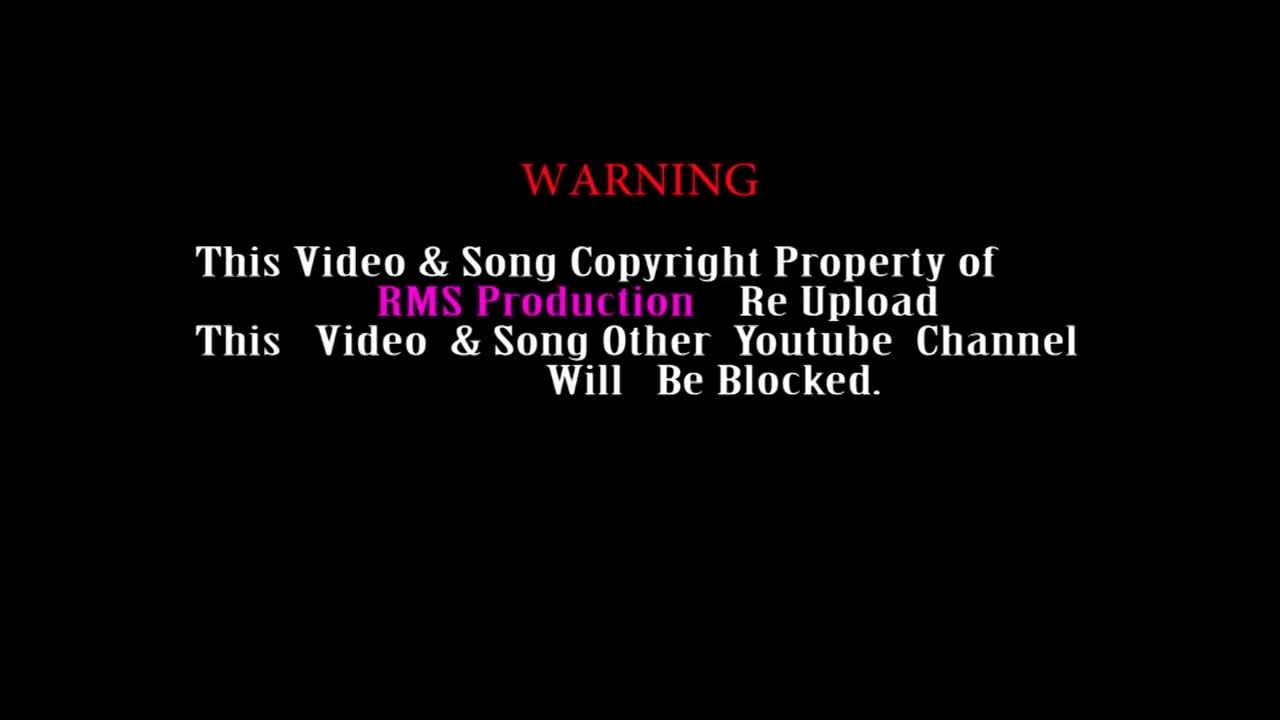 WARNING
This Video & Song Copyright Property of
RMS Production Re Upload
This Video & Song Other Youtube Channel
Will Be Blocked.